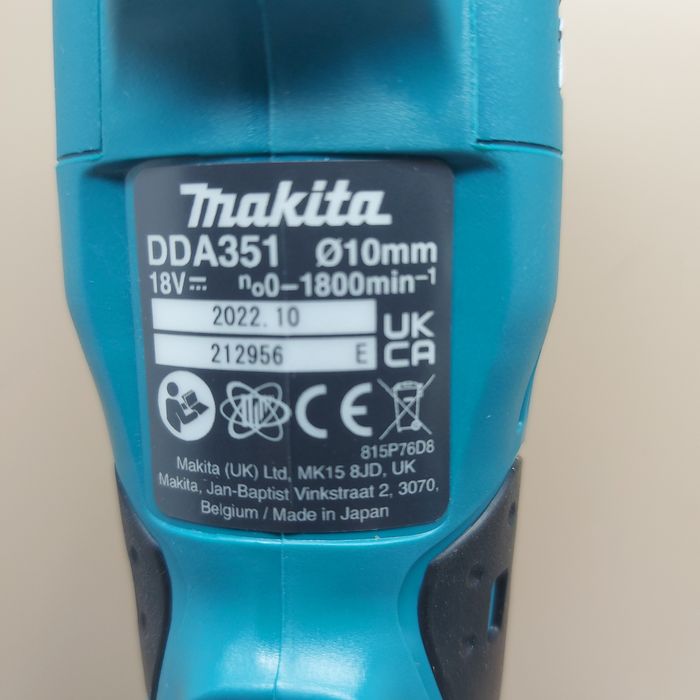 makita
DDA351 Ø10mm
18V⎓ n₀0-1800min⁻¹
2022.10
212956 E
UK
CA
CE
815P76D8
Makita (UK) Ltd, MK15 8JD, UK
Makita, Jan-Baptist Vinkstraat 2, 3070,
Belgium / Made in Japan